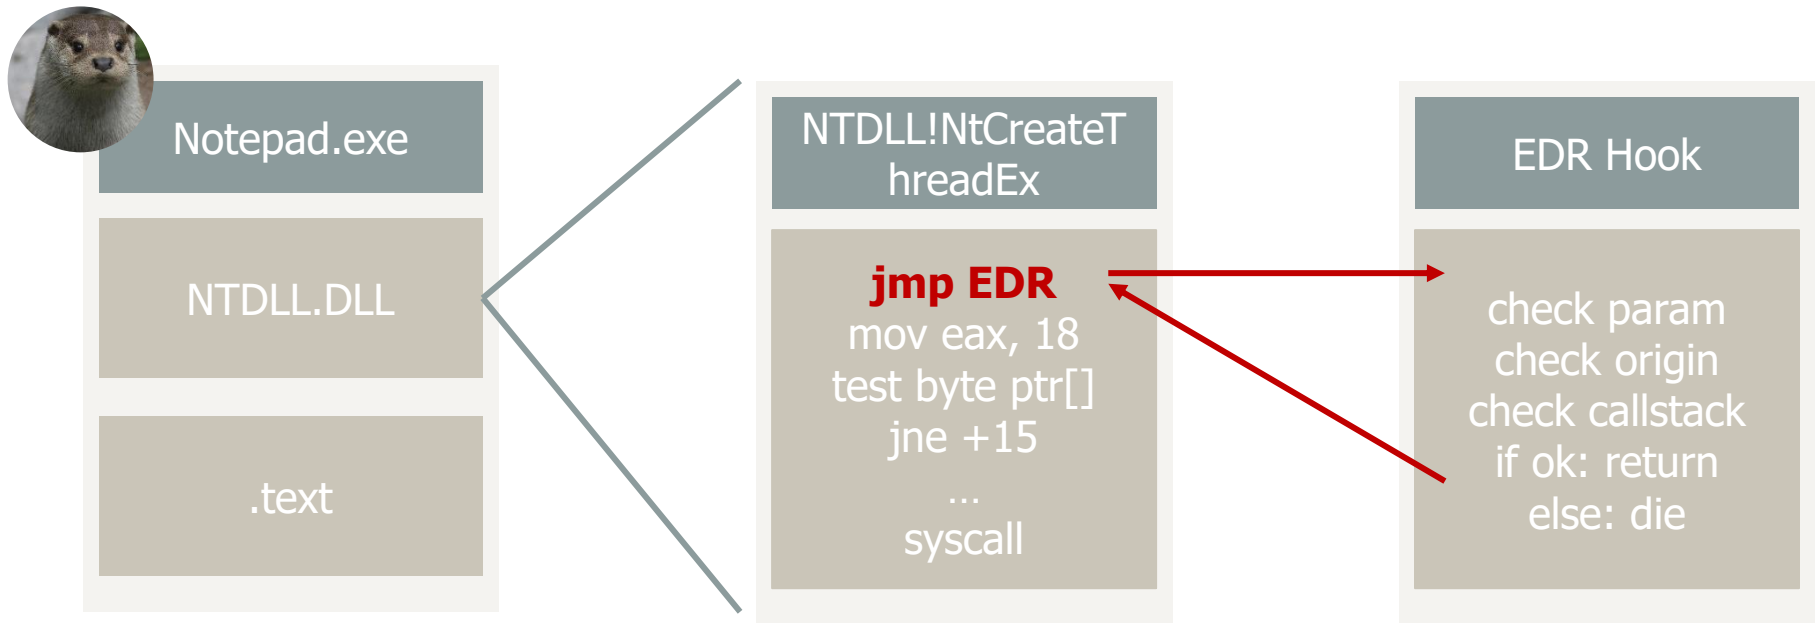 Notepad.exe
NTDLL.DLL
.text
NTDLL!NtCreateT
hreadEx
jmp EDR
mov eax, 18
test byte ptr[]
jne +15
…
syscall
EDR Hook
check param
check origin
check callstack
if ok: return
else: die